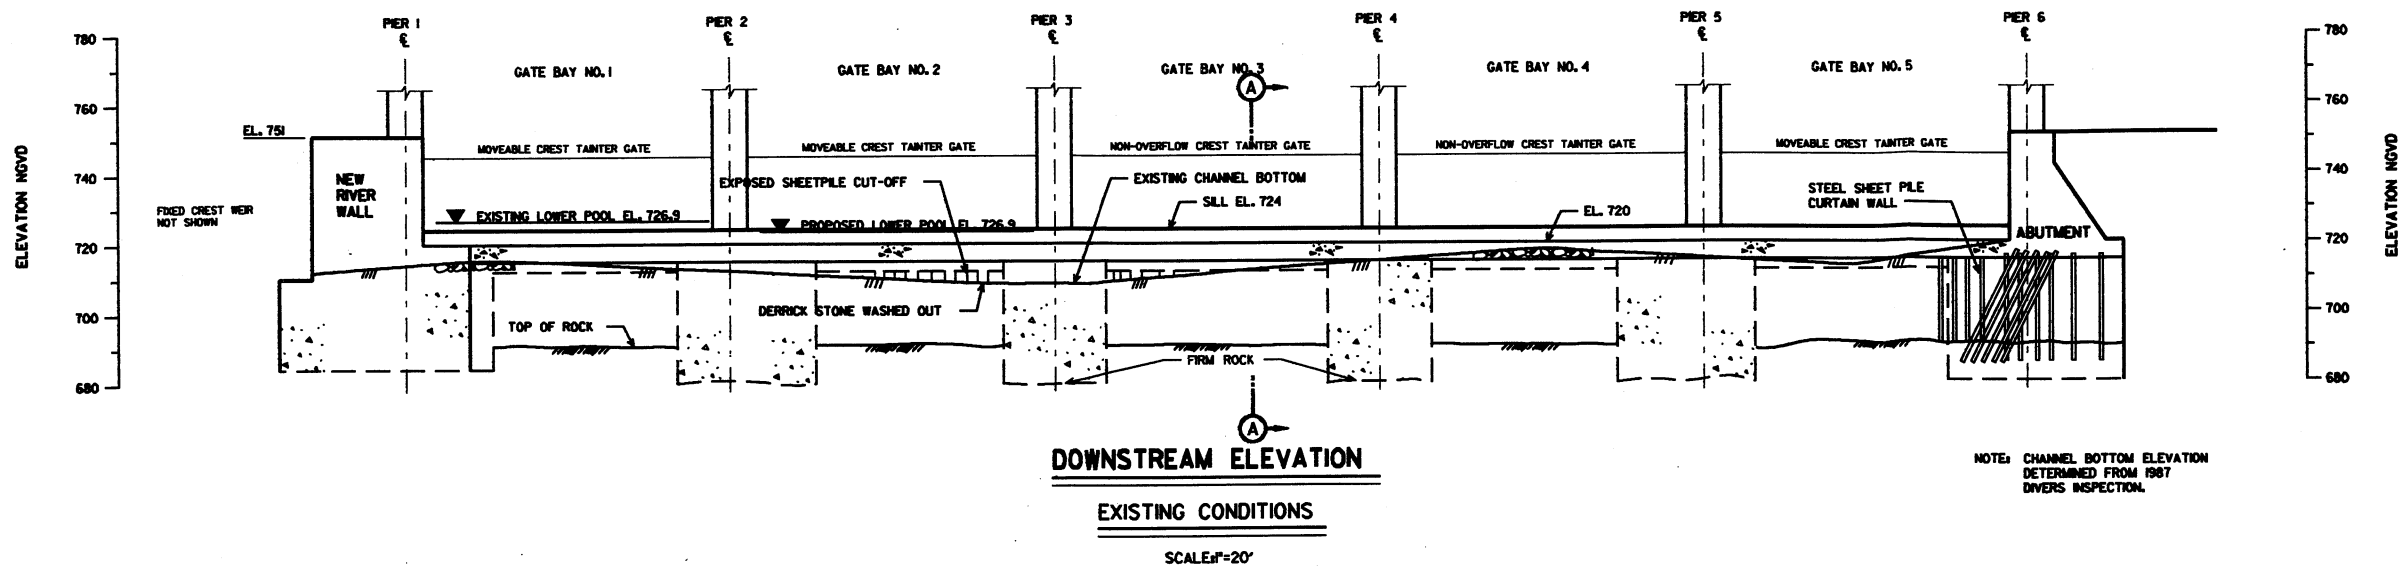 PIER 1
PIER 2
PIER 3
PIER 4
PIER 5
PIER 6
℄
℄
℄
℄
℄
℄
780
760
740
720
700
680
ELEVATION NGVD
GATE BAY NO.1
GATE BAY NO.2
GATE BAY NO.3
GATE BAY NO.4
GATE BAY NO.5
A
EL. 751
MOVEABLE CREST TAINTER GATE
MOVEABLE CREST TAINTER GATE
NON-OVERFLOW CREST TAINTER GATE
NON-OVERFLOW CREST TAINTER GATE
MOVEABLE CREST TAINTER GATE
NEW
RIVER
WALL
FIXED CREST WEIR
NOT SHOWN
EXPOSED SHEETPILE CUT-OFF
EXISTING CHANNEL BOTTOM
SILL EL. 724
EL. 720
STEEL SHEET PILE
CURTAIN WALL
EXISTING LOWER POOL EL. 726.9
PROPOSED LOWER POOL EL. 726.9
ABUTMENT
DERRICK STONE WASHED OUT
TOP OF ROCK
FIRM ROCK
780
760
740
720
700
680
ELEVATION NGVD
A
DOWNSTREAM ELEVATION
EXISTING CONDITIONS
SCALE:1"=20'
NOTE: CHANNEL BOTTOM ELEVATION
DETERMINED FROM 1987
DIVERS INSPECTION.